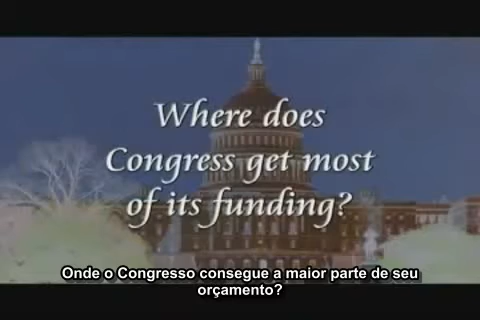 Where does
Congress get most
of its funding?
Onde o Congresso consegue a maior parte de seu
orçamento?